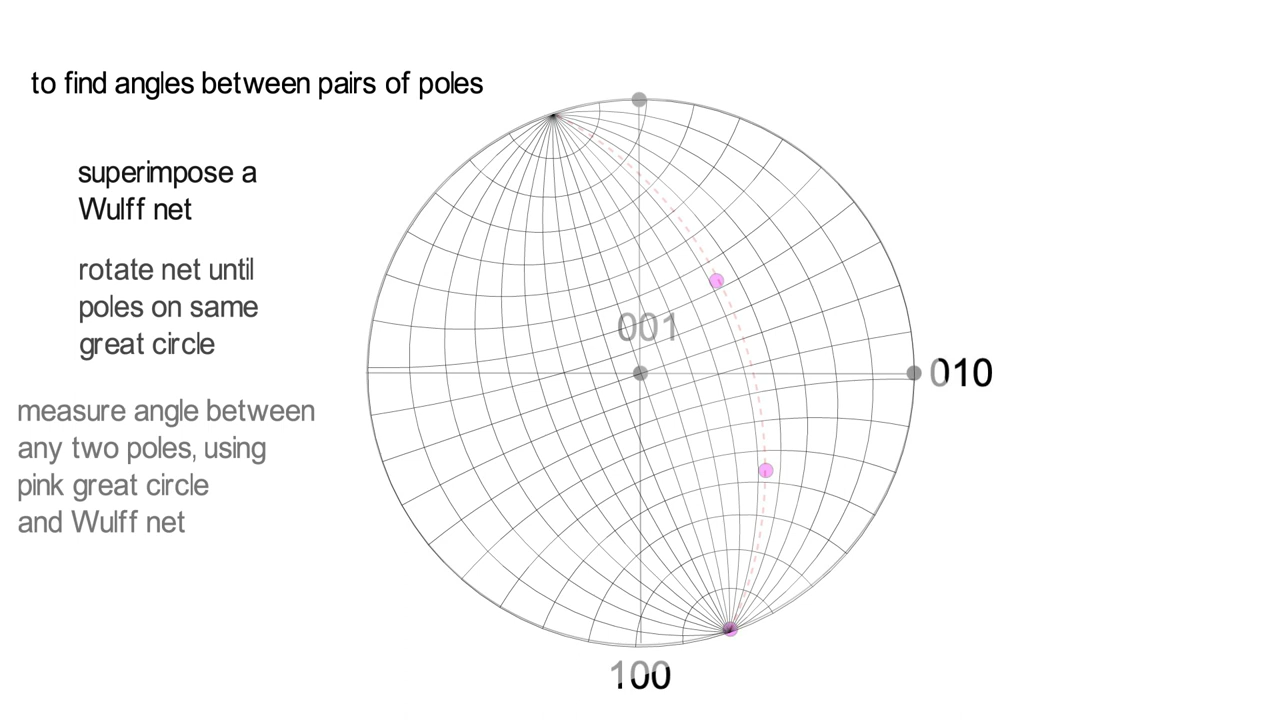 to find angles between pairs of poles
superimpose a
Wulff net
rotate net until
poles on same
great circle
measure angle between
any two poles, using
pink great circle
and Wulff net
001
010
100